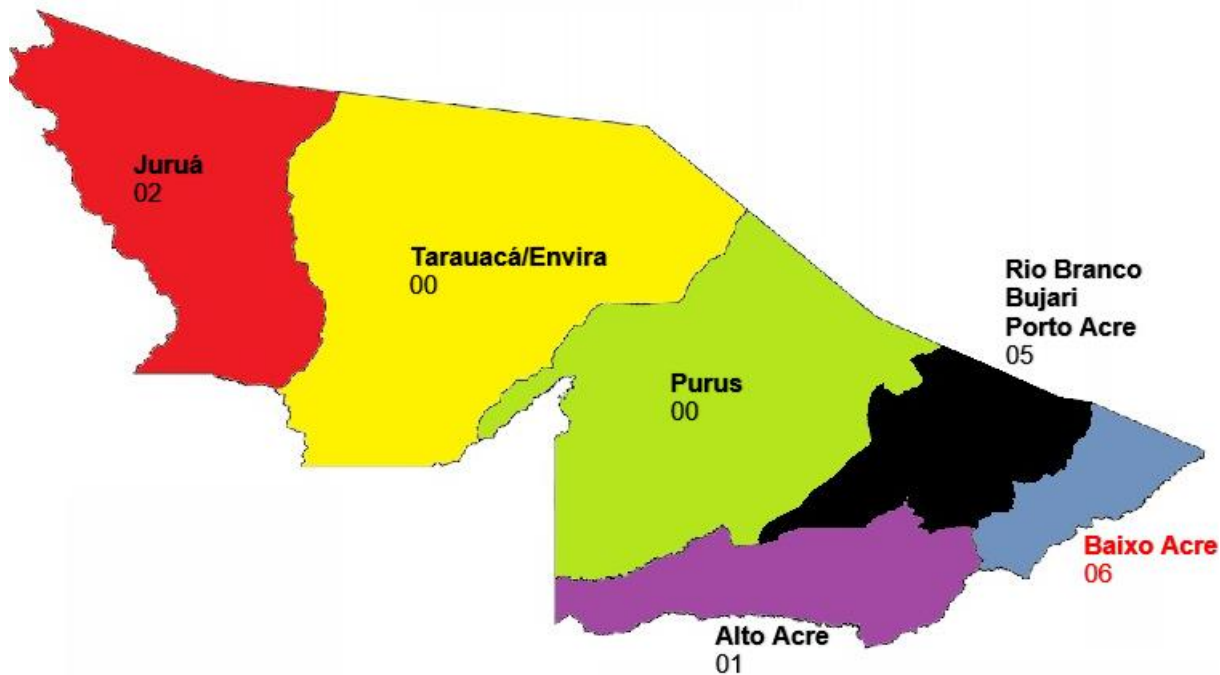 Juruá
02
Tarauacá/Envira
00
Rio Branco
Bujari
Porto Acre
05
Purus
00
Baixo Acre
06
Alto Acre
01